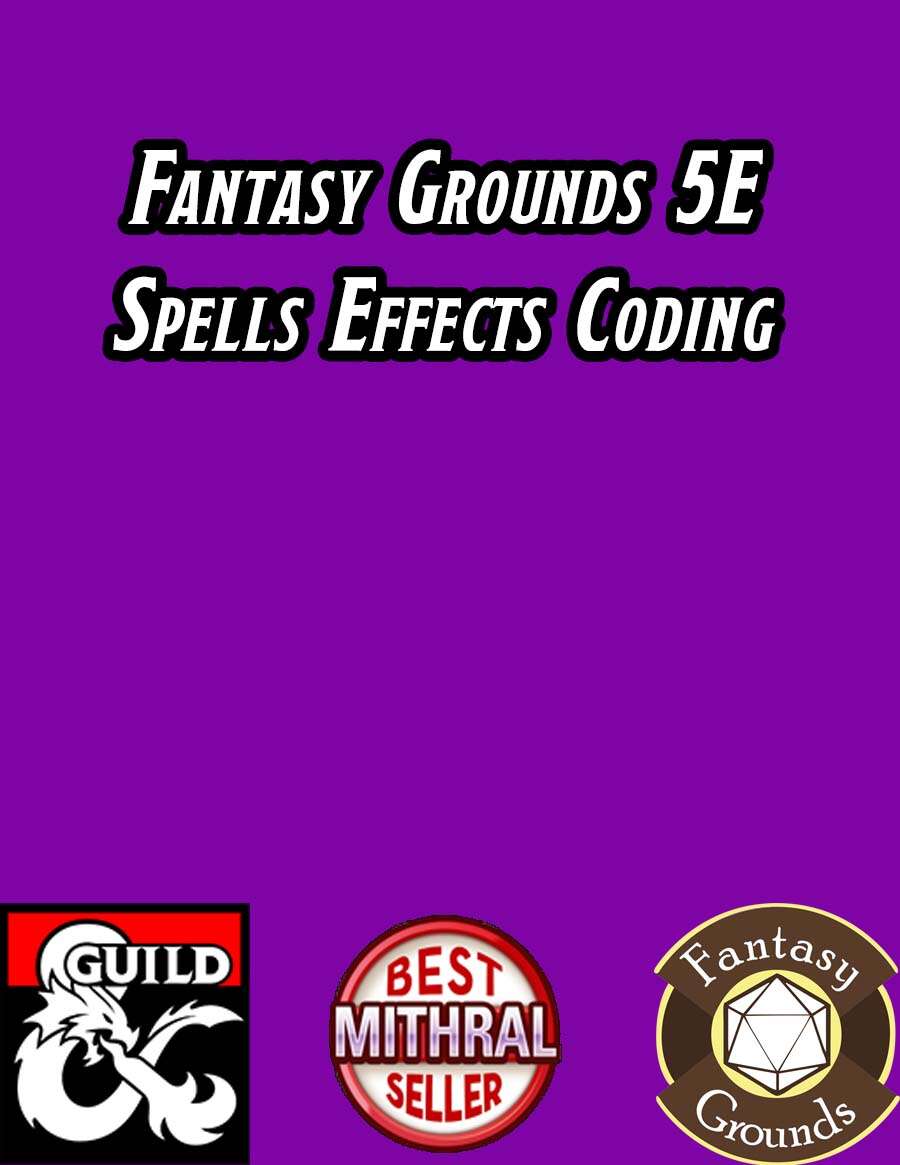 Fantasy Grounds 5E
Spells Effects Coding
GUILD
BEST
MITHRAL
SELLER
Fantasy
Grounds